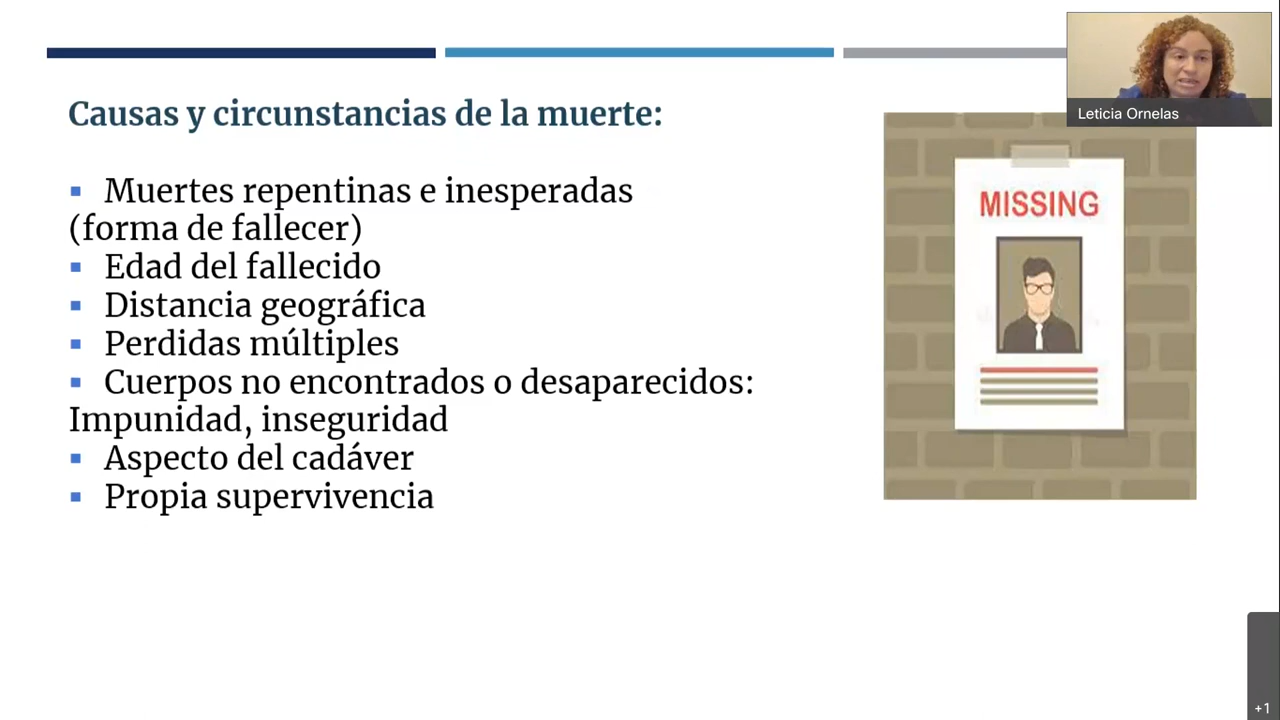 Causas y circunstancias de la muerte:
▪ Muertes repentinas e inesperadas
(forma de fallecer)
▪ Edad del fallecido
▪ Distancia geográfica
▪ Perdidas múltiples
▪ Cuerpos no encontrados o desaparecidos:
Impunidad, inseguridad
▪ Aspecto del cadáver
▪ Propia supervivencia
MISSING
Leticia Ornelas
+1